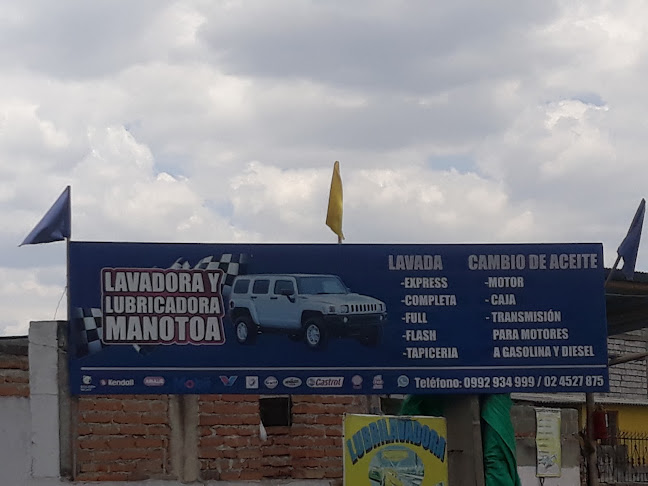 LAVADORA Y
LUBRICADORA
MANOTOA
LAVADA
-EXPRESS
-COMPLETA
-FULL
-FLASH
-TAPICERIA
CAMBIO DE ACEITE
-MOTOR
- CAJA
- TRANSMISIÓN
PARA MOTORES
A GASOLINA Y DIESEL
Kendall Mobil Castrol
Teléfono: 0992 934 999 / 02 4527 875
LUBRILAVADORA